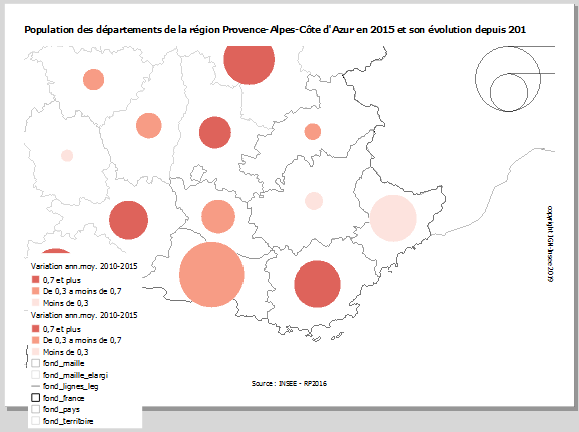 Population des départements de la région Provence-Alpes-Côte d'Azur en 2015 et son évolution depuis 201
copyright IGN-Insee 2019
Variation ann.moy. 2010-2015
0,7 et plus
De 0,3 a moins de 0,7
Moins de 0,3
Variation ann.moy. 2010-2015
0,7 et plus
De 0,3 a moins de 0,7
Moins de 0,3
fond_maille
fond_maille_elargi
fond_lignes_leg
fond_france
fond_pays
fond_territoire
Source : INSEE - RP2016